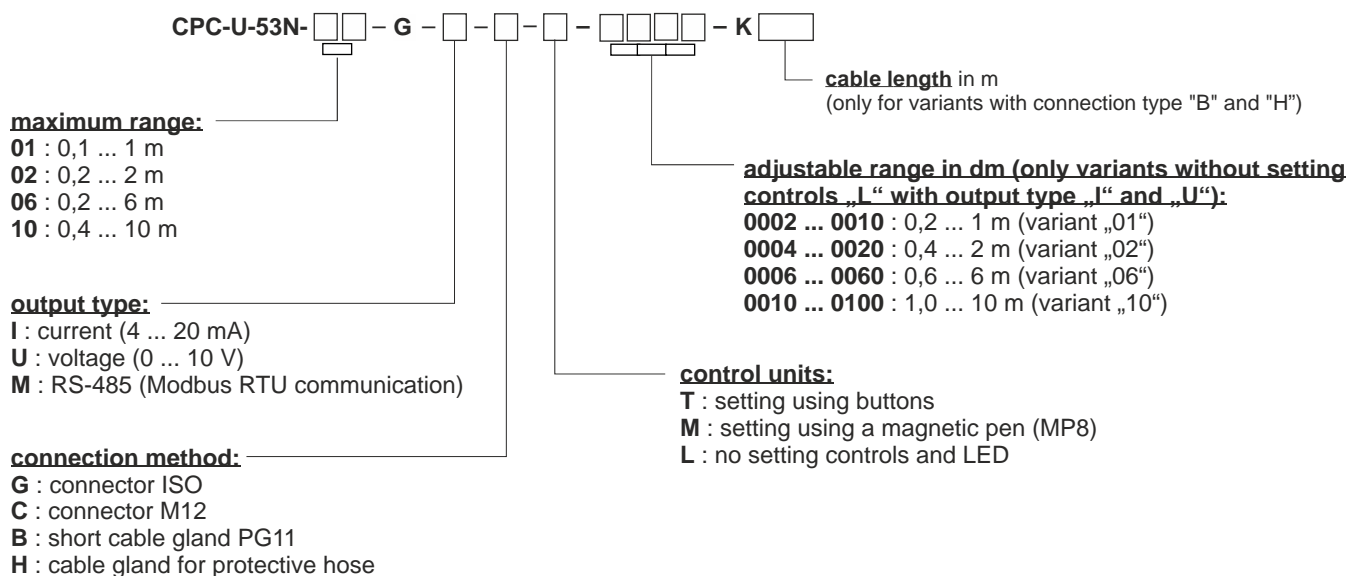 CPC-U-53N- – G – - - – – K
cable length in m
(only for variants with connection type "B" and "H")
maximum range:
01 : 0,1 ... 1 m
02 : 0,2 ... 2 m
06 : 0,2 ... 6 m
10 : 0,4 ... 10 m
adjustable range in dm (only variants without setting
controls „L“ with output type „I“ and „U“):
0002 ... 0010 : 0,2 ... 1 m (variant „01“)
0004 ... 0020 : 0,4 ... 2 m (variant „02“)
0006 ... 0060 : 0,6 ... 6 m (variant „06“)
0010 ... 0100 : 1,0 ... 10 m (variant „10“)
output type:
I : current (4 ... 20 mA)
U : voltage (0 ... 10 V)
M : RS-485 (Modbus RTU communication)
control units:
T : setting using buttons
M : setting using a magnetic pen (MP8)
L : no setting controls and LED
connection method:
G : connector ISO
C : connector M12
B : short cable gland PG11
H : cable gland for protective hose